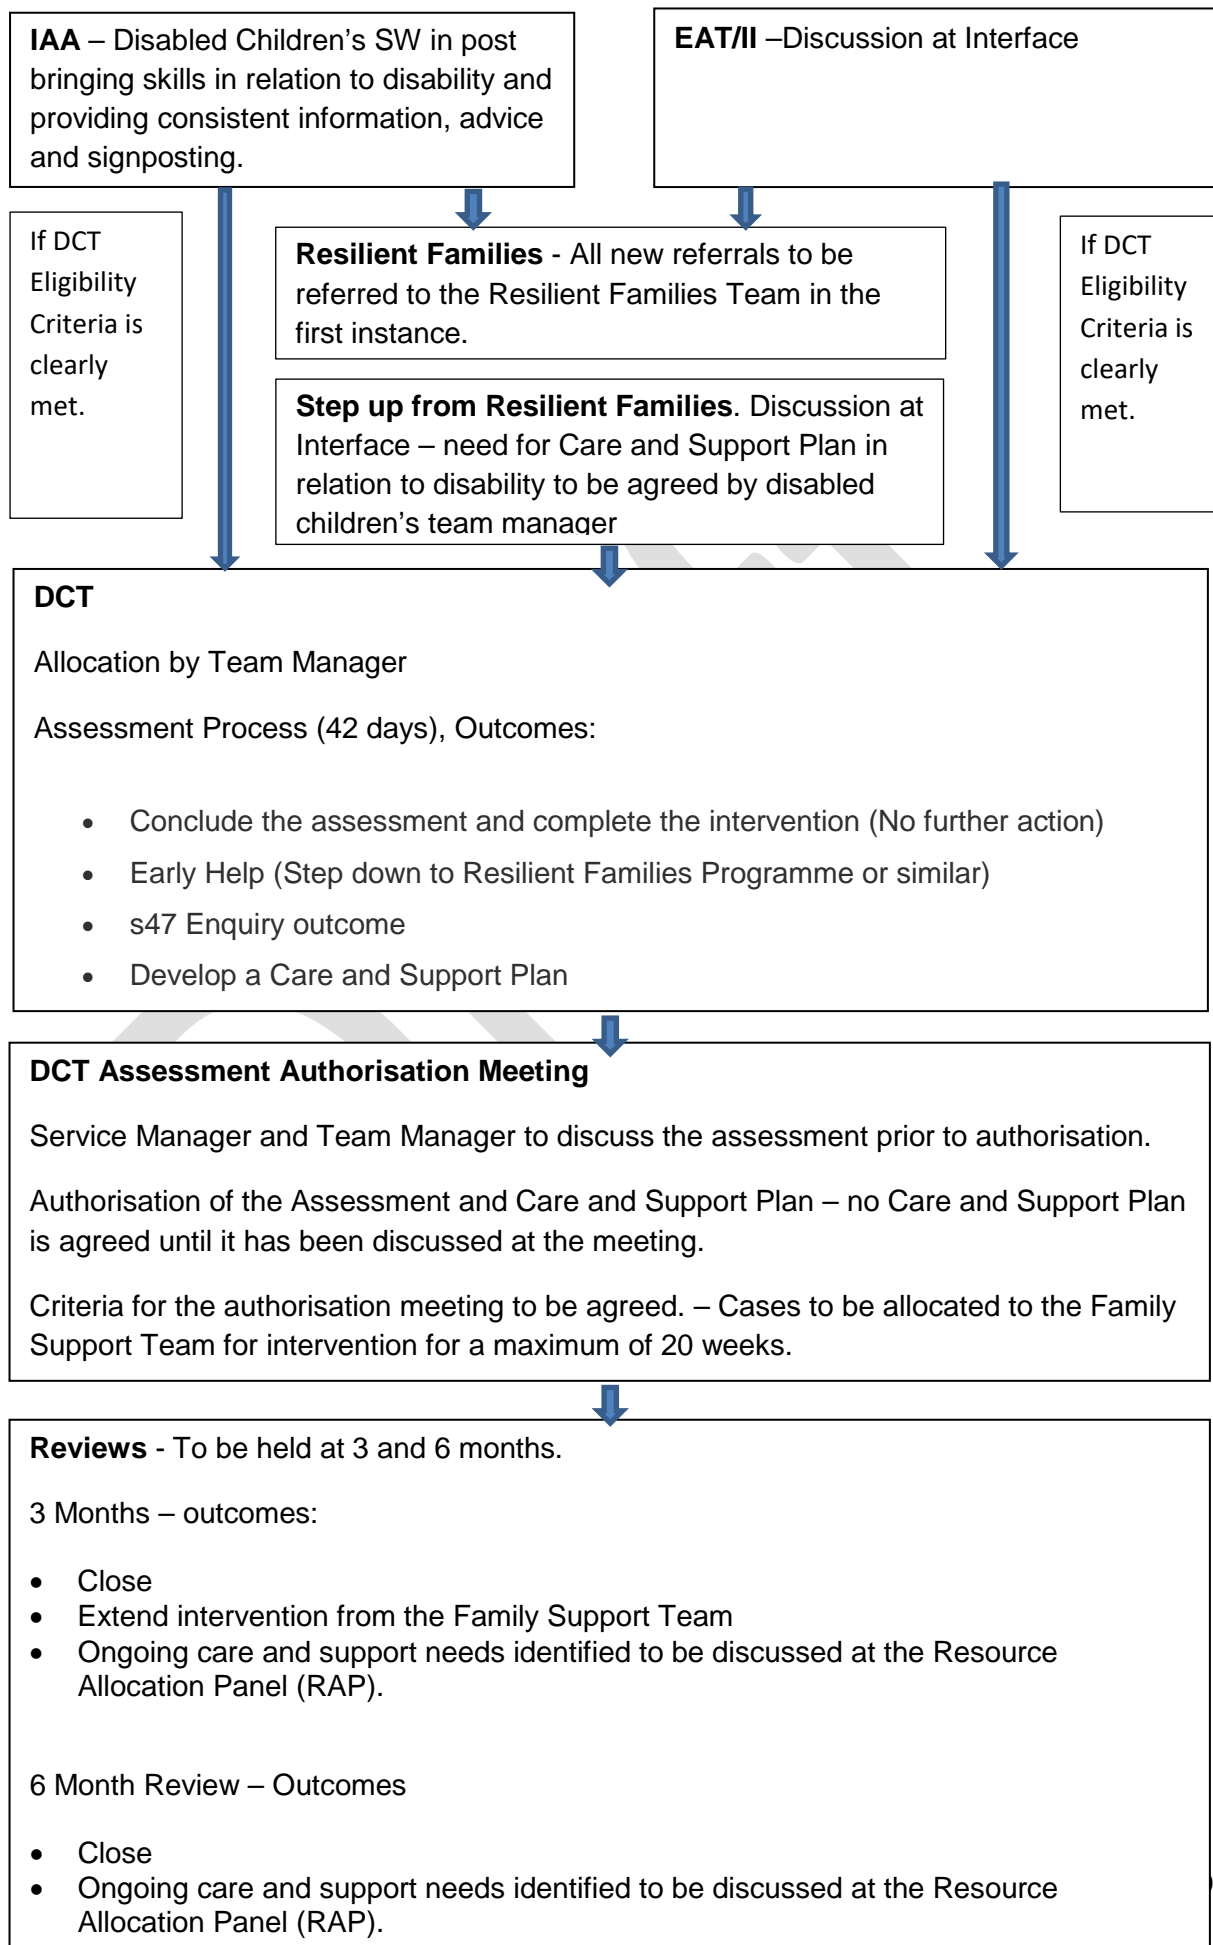 IAA – Disabled Children's SW in post
bringing skills in relation to disability and
providing consistent information, advice
and signposting.
EAT/II –Discussion at Interface
If DCT
Eligibility
Criteria is
clearly
met.
Resilient Families - All new referrals to be
referred to the Resilient Families Team in the
first instance.
If DCT
Eligibility
Criteria is
clearly
met.
Step up from Resilient Families. Discussion at
Interface – need for Care and Support Plan in
relation to disability to be agreed by disabled
children's team manager
DCT
Allocation by Team Manager
Assessment Process (42 days), Outcomes:
• Conclude the assessment and complete the intervention (No further action)
• Early Help (Step down to Resilient Families Programme or similar)
• s47 Enquiry outcome
• Develop a Care and Support Plan
DCT Assessment Authorisation Meeting
Service Manager and Team Manager to discuss the assessment prior to authorisation.
Authorisation of the Assessment and Care and Support Plan – no Care and Support Plan
is agreed until it has been discussed at the meeting.
Criteria for the authorisation meeting to be agreed. – Cases to be allocated to the Family
Support Team for intervention for a maximum of 20 weeks.
Reviews - To be held at 3 and 6 months.
3 Months – outcomes:
• Close
• Extend intervention from the Family Support Team
• Ongoing care and support needs identified to be discussed at the Resource
Allocation Panel (RAP).
6 Month Review – Outcomes
• Close
• Ongoing care and support needs identified to be discussed at the Resource
Allocation Panel (RAP).